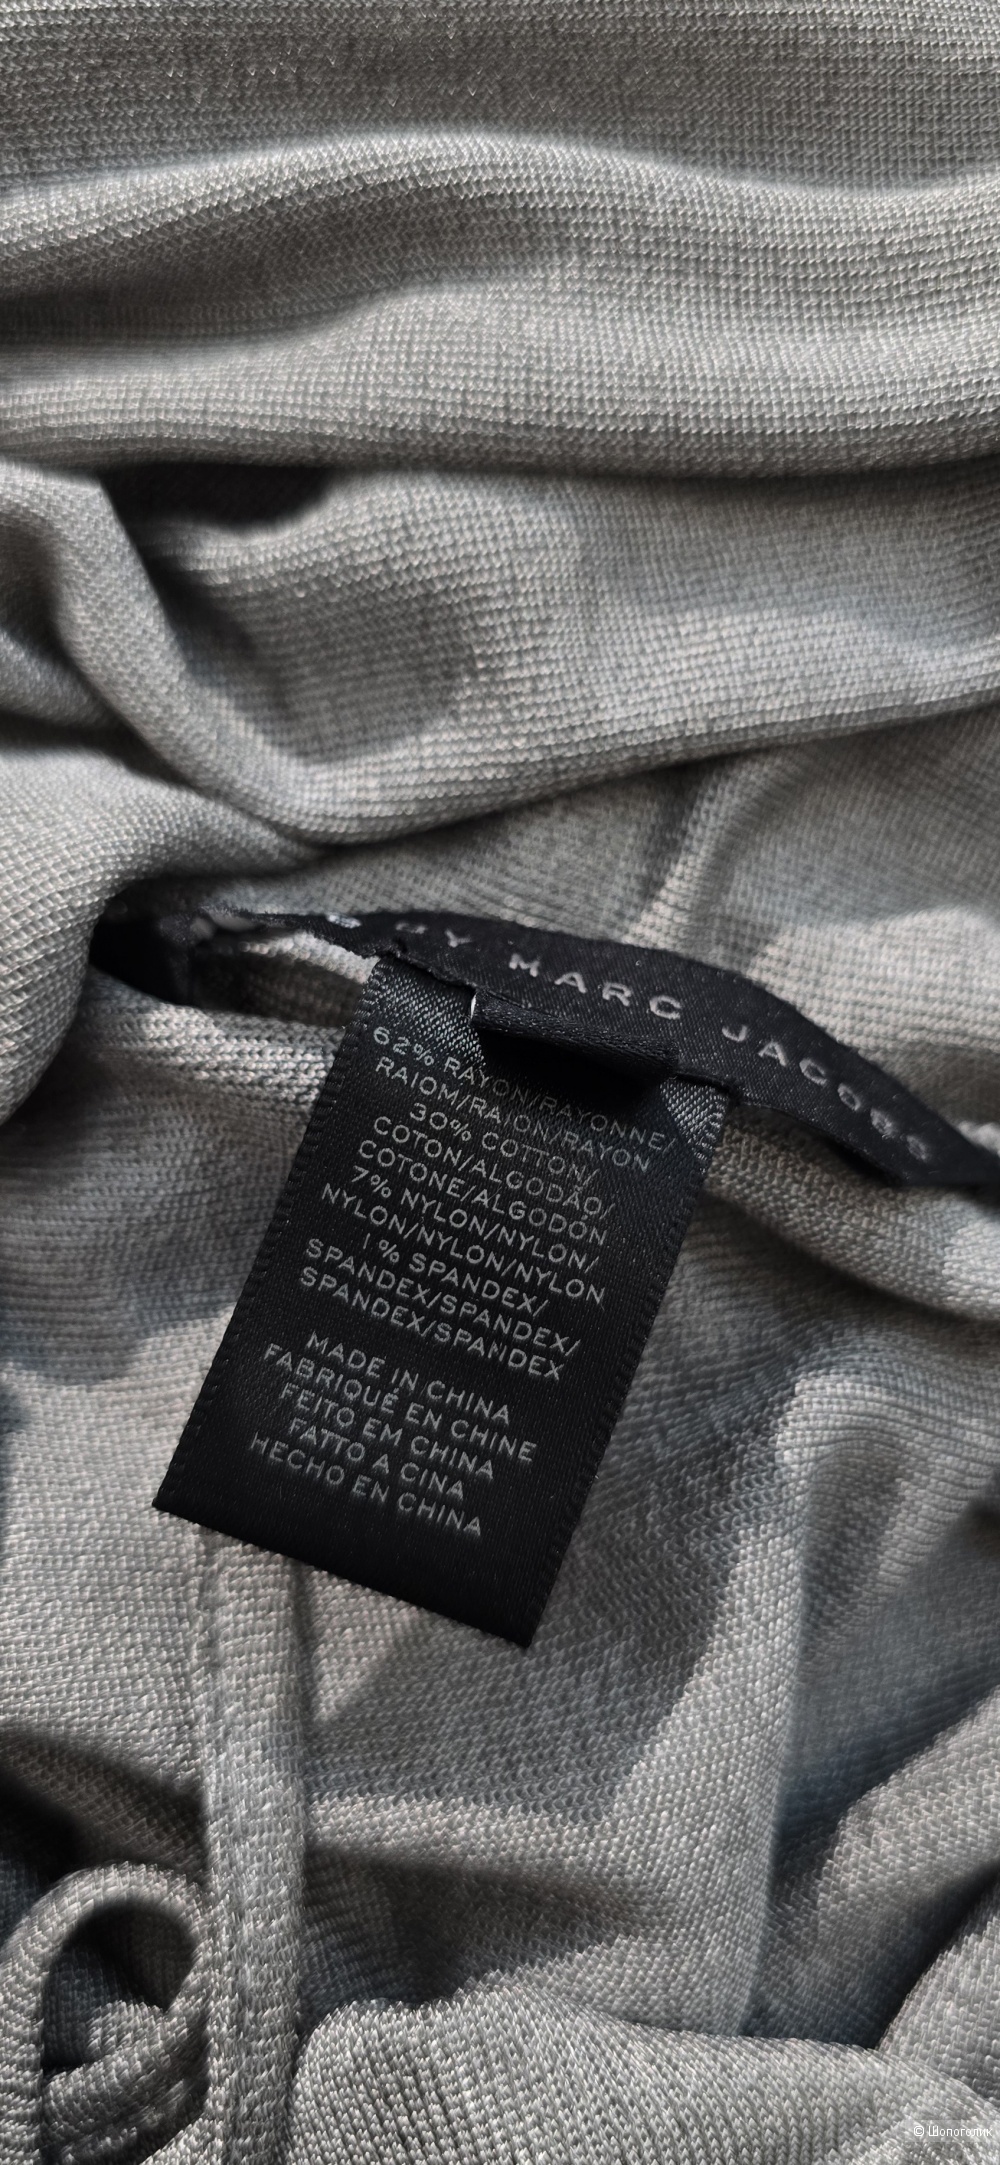 BY MARC JACOBS
62% RAYON/RAYONNE/
RAIOM/RAION/RAYON
30% COTTON/
COTON/ALGODÃO/
COTONE/ALGODÓN
7% NYLON/NYLON/
NYLON/NYLON/NYLON
1% SPANDEX/
SPANDEX/SPANDEX/
SPANDEX/SPANDEX
MADE IN CHINA
FABRIQUÉ EN CHINE
FEITO EM CHINA
FATTO A CINA
HECHO EN CHINA
© Шопоголик